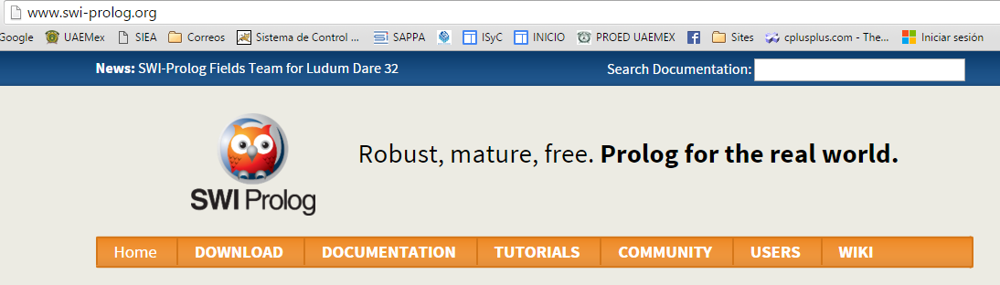 www.swi-prolog.org
Google UAEMex SIEA Correos Sistema de Control ... SAPPA ISyC INICIO PROED UAEMEX Sites cplusplus.com - The... Iniciar sesión
News: SWI-Prolog Fields Team for Ludum Dare 32 Search Documentation:
Robust, mature, free. Prolog for the real world.
SWI Prolog
Home DOWNLOAD DOCUMENTATION TUTORIALS COMMUNITY USERS WIKI